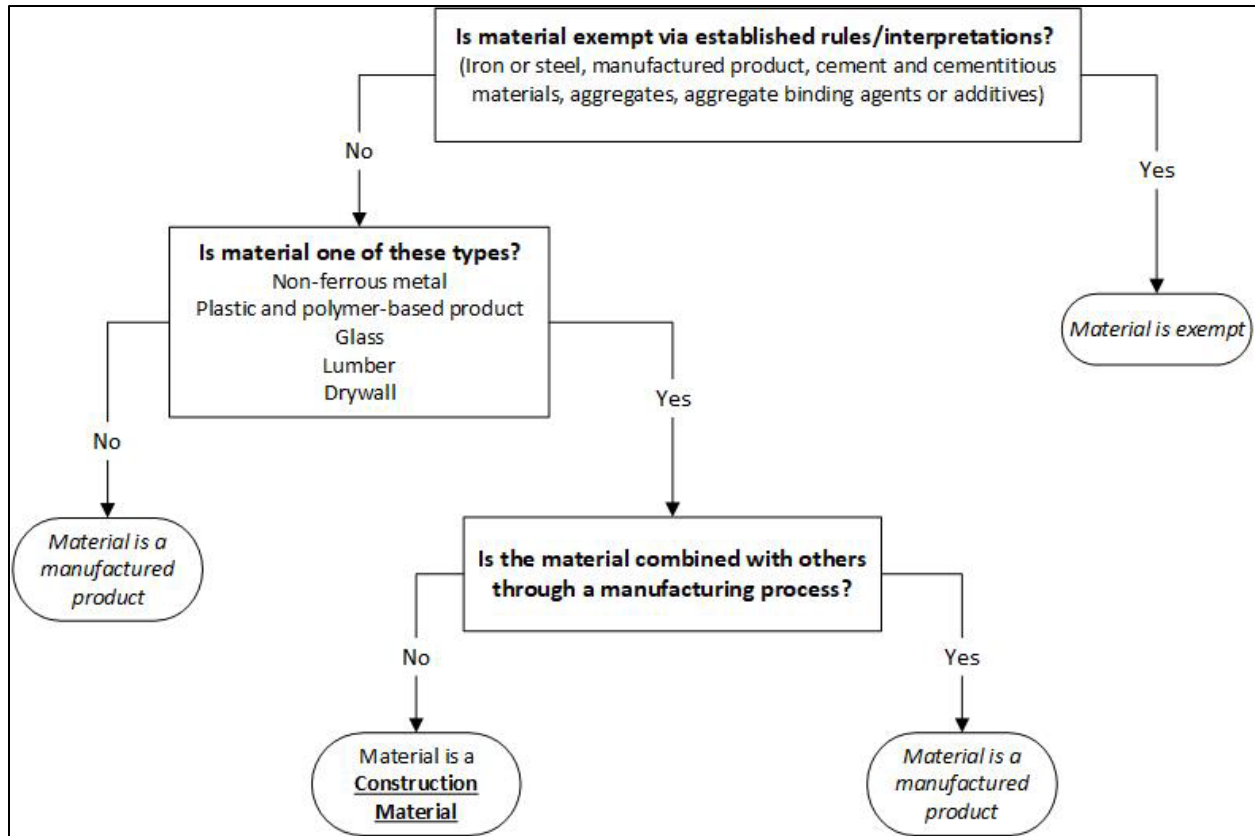 Is material exempt via established rules/interpretations?
(Iron or steel, manufactured product, cement and cementitious
materials, aggregates, aggregate binding agents or additives)
No
Yes
Is material one of these types?
Non-ferrous metal
Plastic and polymer-based product
Glass
Lumber
Drywall
Material is exempt
No
Yes
Material is a
manufactured
product
Is the material combined with others
through a manufacturing process?
No
Yes
Material is a
Construction
Material
Material is a
manufactured
product